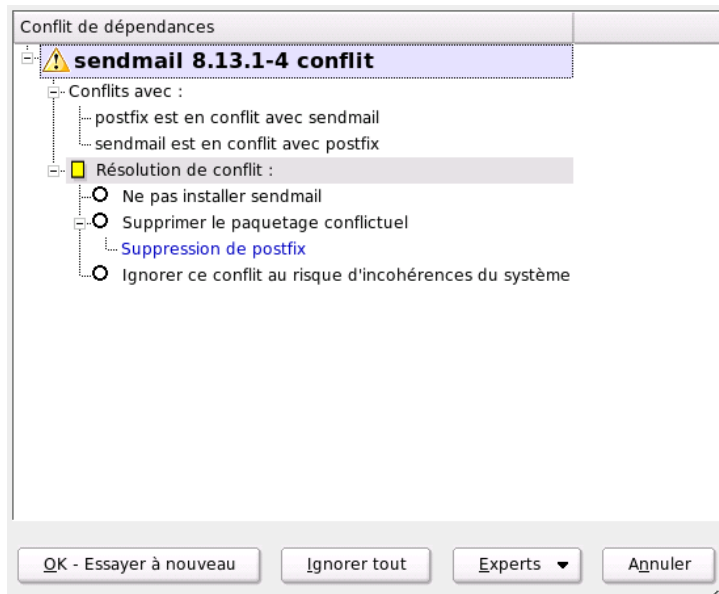 Conflit de dépendances
sendmail 8.13.1-4 conflit
Conflits avec :
postfix est en conflit avec sendmail
sendmail est en conflit avec postfix
Résolution de conflit :
Ne pas installer sendmail
Supprimer le paquetage conflictuel
Suppression de postfix
Ignorer ce conflit au risque d'incohérences du système
OK - Essayer à nouveau Ignorer tout Experts Annuler